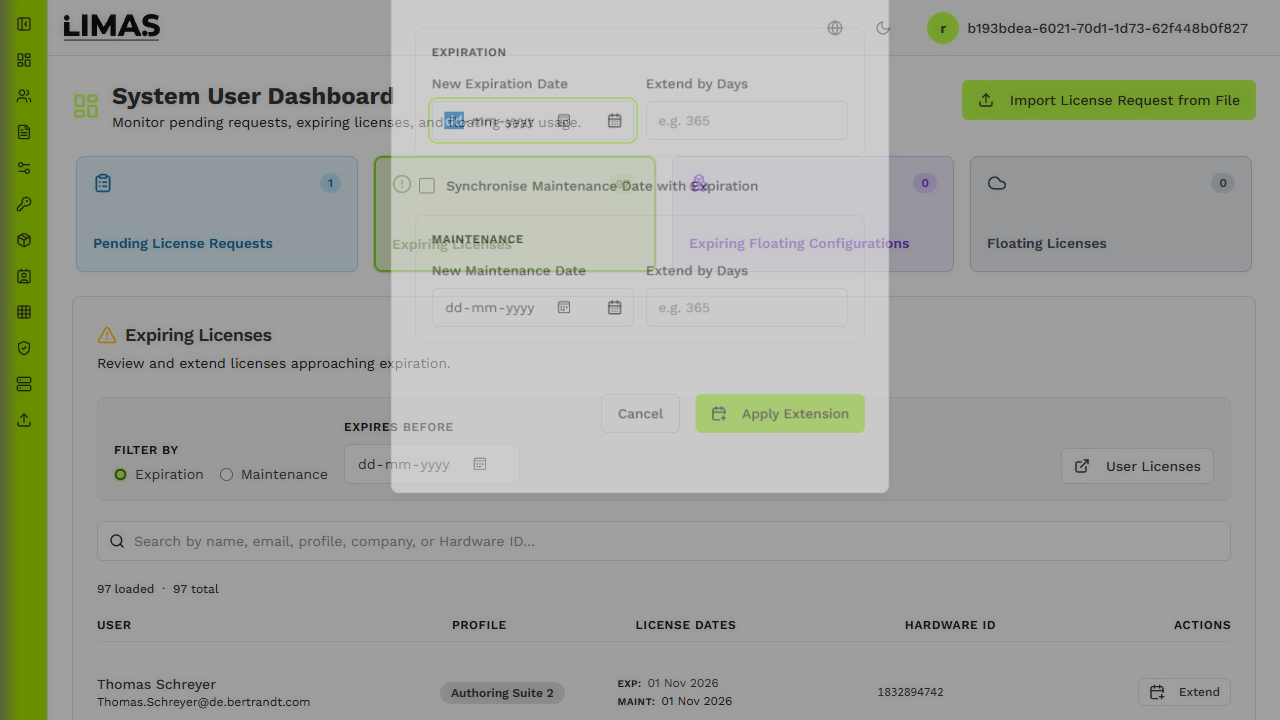 LIMAS
r
b193bdea-6021-70d1-1d73-62f448b0f827
System User Dashboard
Monitor pending requests, expiring licenses, and floating seat usage.
Import License Request from File
EXPIRATION
New Expiration Date
Extend by Days
dd-mm-yyyy
e.g. 365
Synchronise Maintenance Date with Expiration
MAINTENANCE
New Maintenance Date
Extend by Days
dd-mm-yyyy
e.g. 365
Cancel
Apply Extension
1
Pending License Requests
Expiring Licenses
0
Expiring Floating Configurations
0
Floating Licenses
Expiring Licenses
Review and extend licenses approaching expiration.
FILTER BY
Expiration
Maintenance
EXPIRES BEFORE
dd-mm-yyyy
User Licenses
Search by name, email, profile, company, or Hardware ID...
97 loaded · 97 total
USER
PROFILE
LICENSE DATES
HARDWARE ID
ACTIONS
Thomas Schreyer
Thomas.Schreyer@de.bertrandt.com
Authoring Suite 2
EXP: 01 Nov 2026
MAINT: 01 Nov 2026
1832894742
Extend